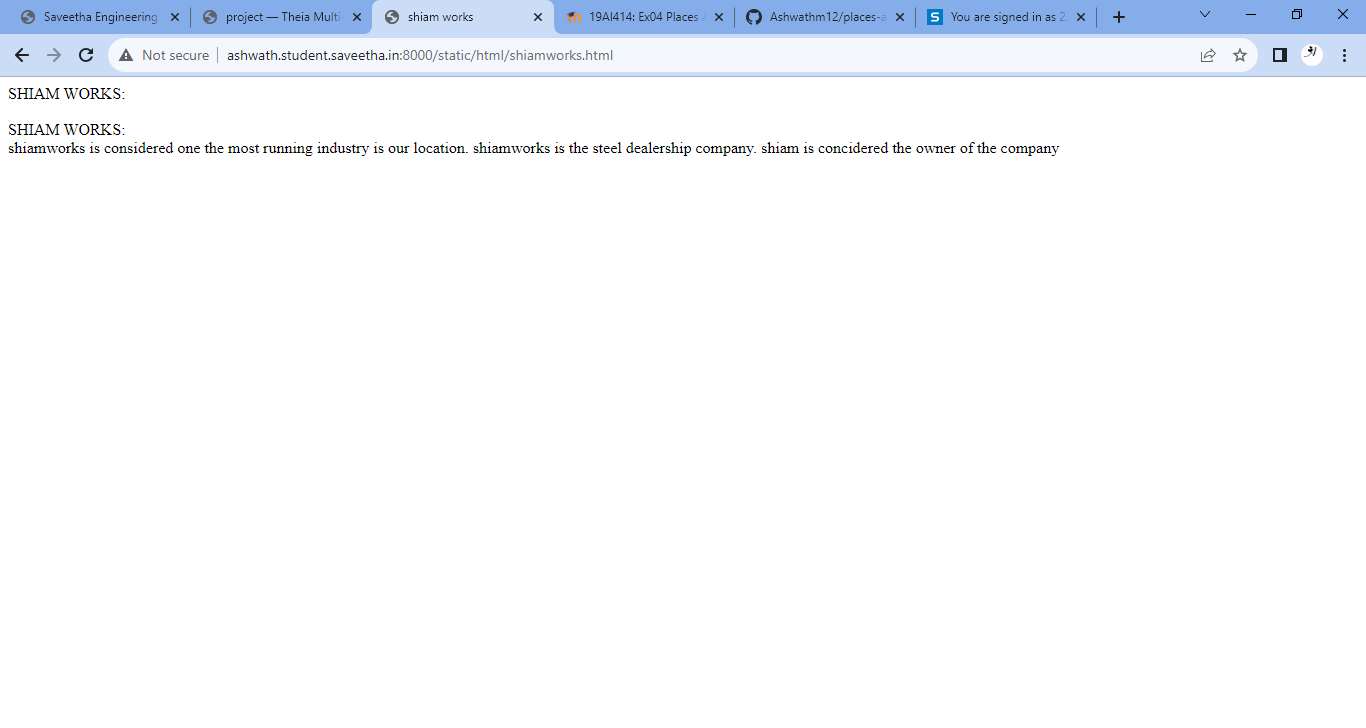 Saveetha Engineering
project — Theia Multi-
shiam works
19AI414: Ex04 Places
Ashwathm12/places-a
S
You are signed in as 2
Not secure
ashwath.student.saveetha.in:8000/static/html/shiamworks.html
SHIAM WORKS:
SHIAM WORKS:
shiamworks is considered one the most running industry is our location. shiamworks is the steel dealership company. shiam is concidered the owner of the company